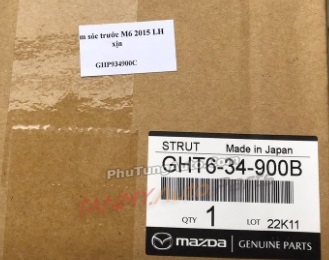 m sóc trước M6 2015 LH
xịn
GHP934900C
STRUT Made in Japan
GHT6-34-900B
QTY 1 LOT 22K11
mazda GENUINE PARTS